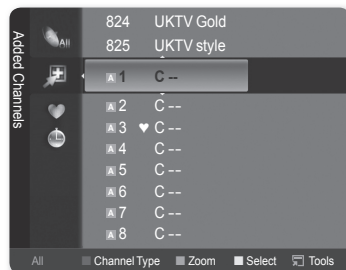 Added Channels
All
824 UKTV Gold
825 UKTV style
A 1 C --
A 2 C --
A 3 ♥ C --
A 4 C --
A 5 C --
A 6 C --
A 7 C --
A 8 C --
All Channel Type Zoom Select Tools